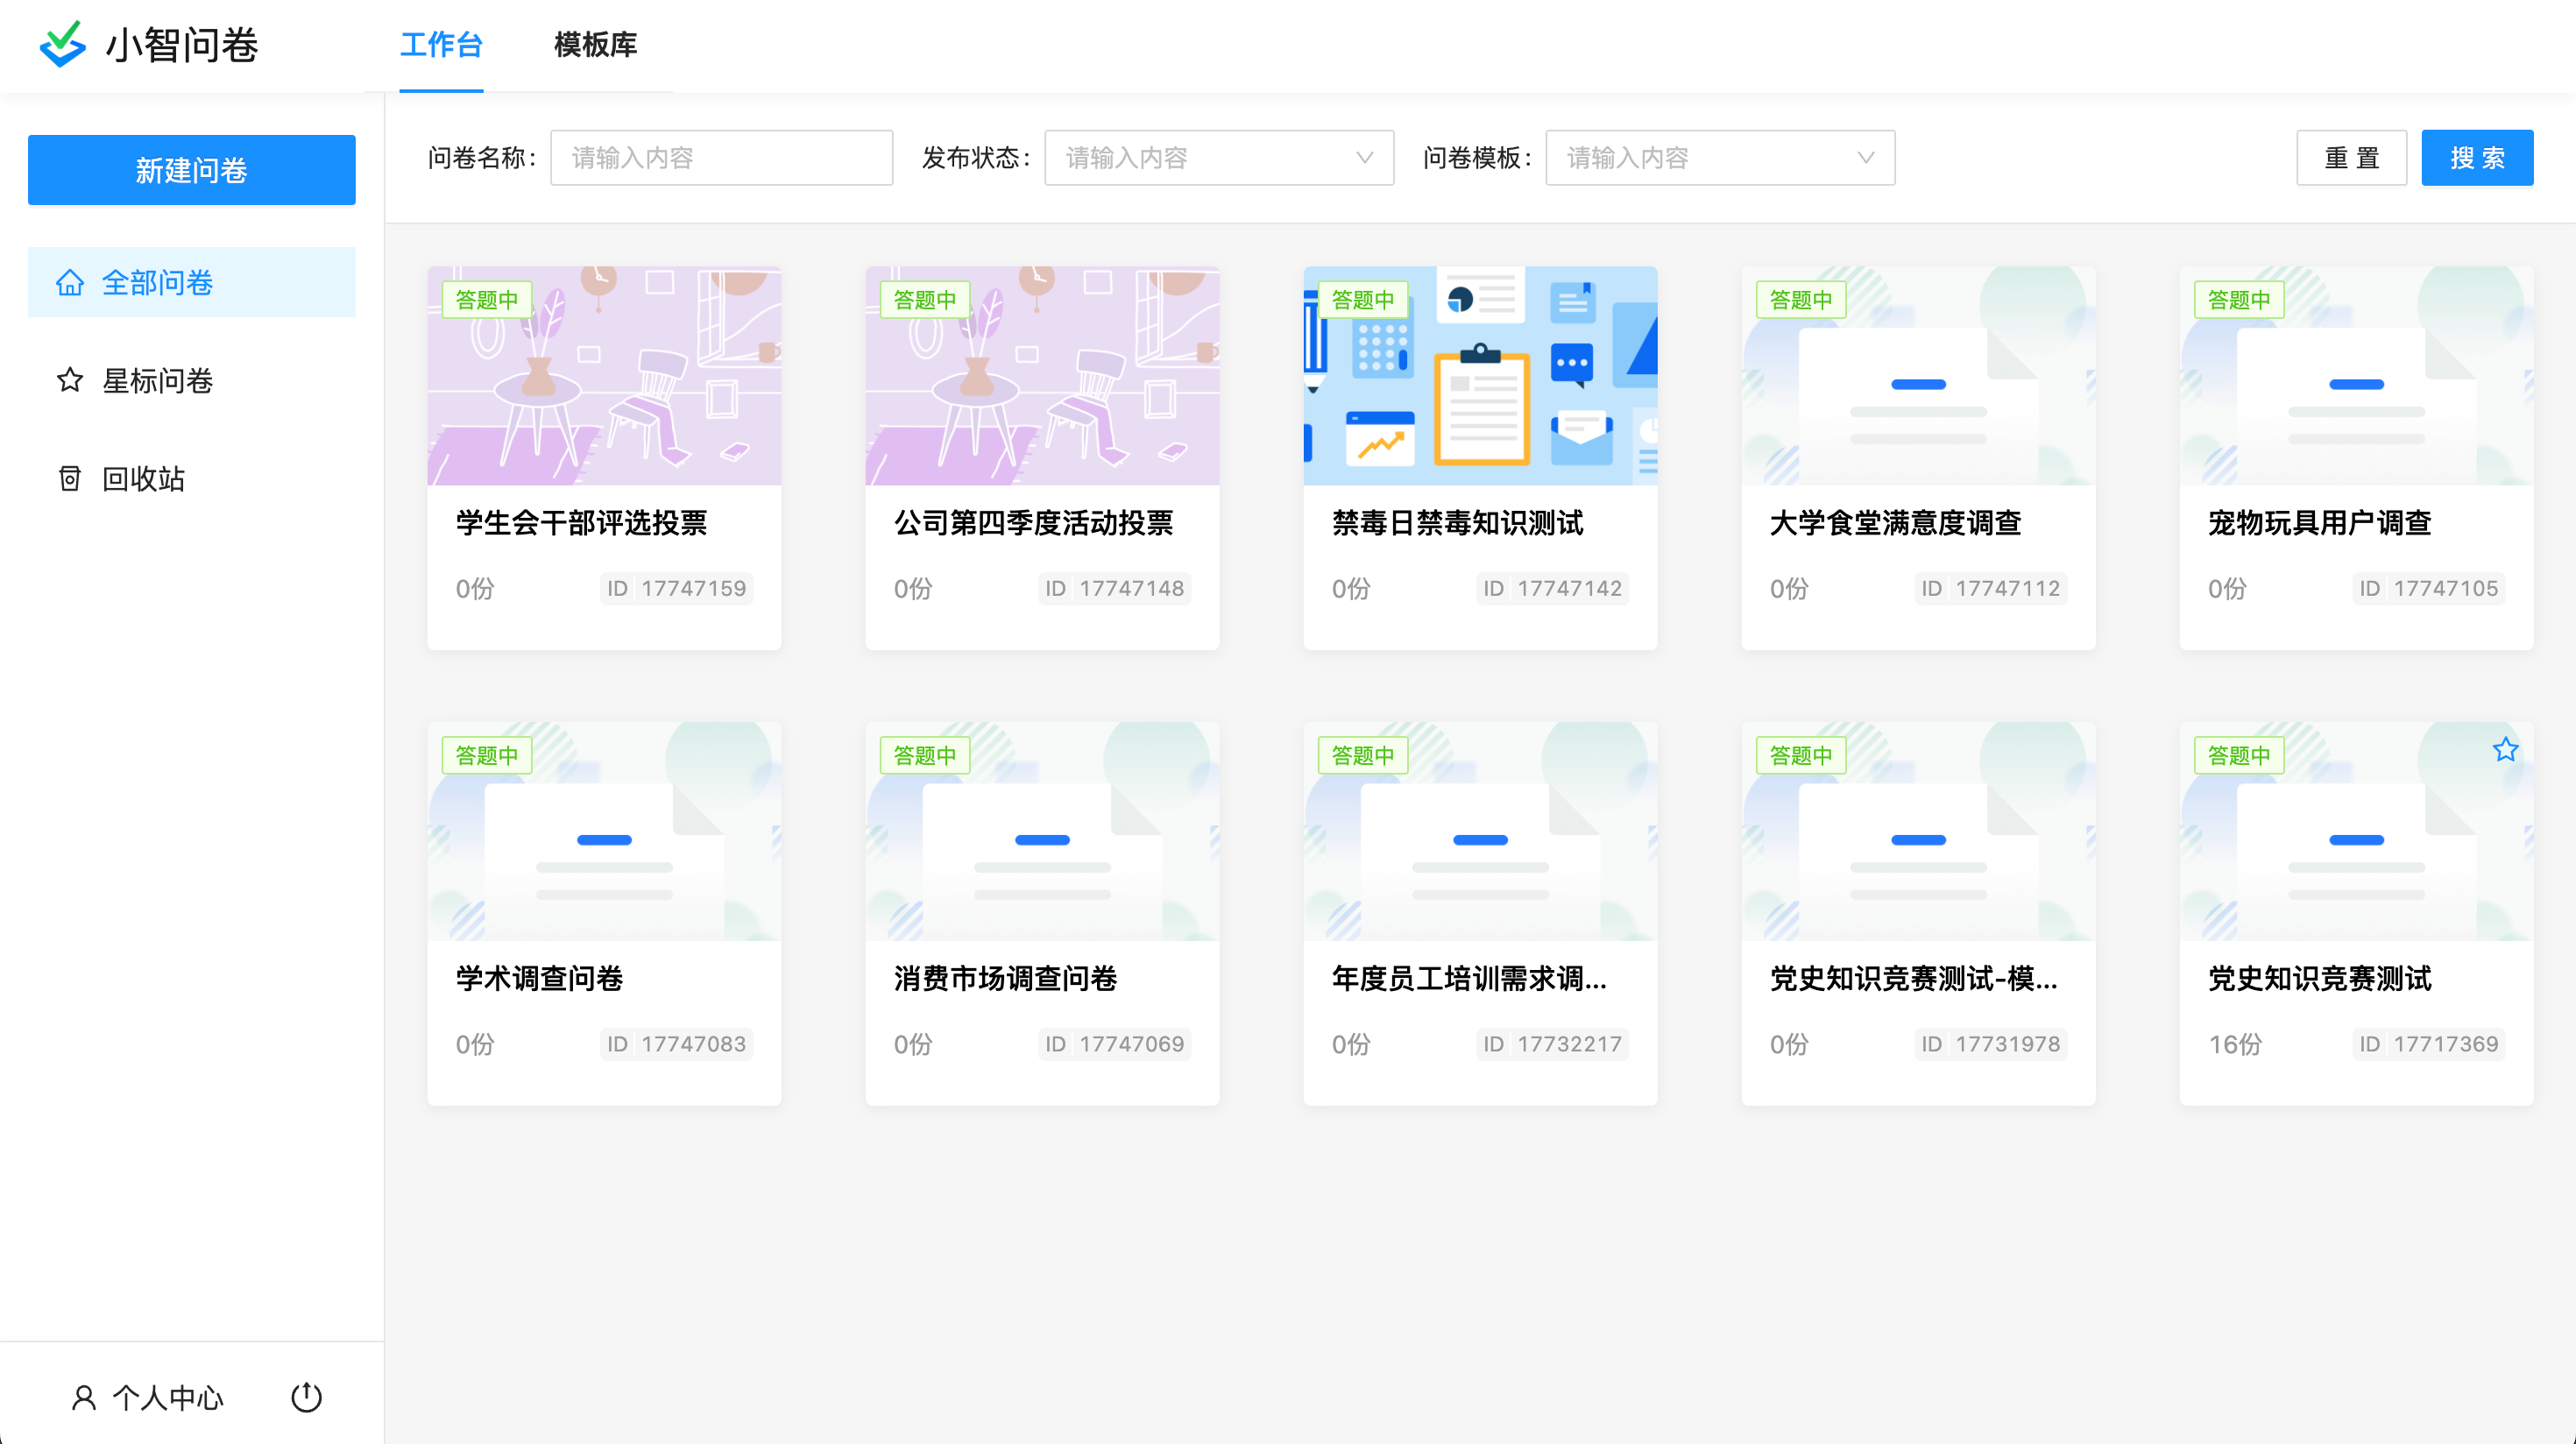 小智问卷
工作台
模板库
新建问卷
全部问卷
星标问卷
回收站
个人中心
问卷名称：
请输入内容
发布状态：
请输入内容
问卷模板：
请输入内容
重 置
搜 索
答题中
学生会干部评选投票
0份
ID 17747159
答题中
公司第四季度活动投票
0份
ID 17747148
答题中
禁毒日禁毒知识测试
0份
ID 17747142
答题中
大学食堂满意度调查
0份
ID 17747112
答题中
宠物玩具用户调查
0份
ID 17747105
答题中
学术调查问卷
0份
ID 17747083
答题中
消费市场调查问卷
0份
ID 17747069
答题中
年度员工培训需求调...
0份
ID 17732217
答题中
党史知识竞赛测试-模...
0份
ID 17731978
答题中
党史知识竞赛测试
16份
ID 17717369